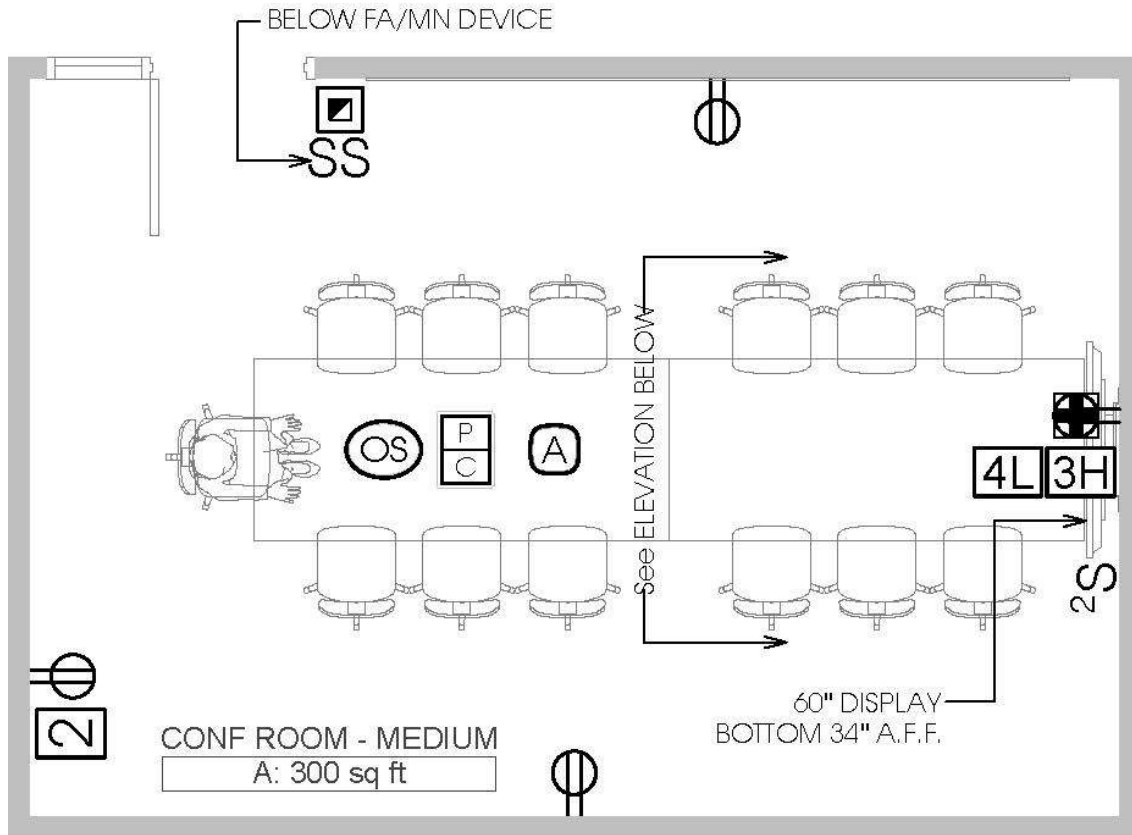 BELOW FA/MN DEVICE
SS
See ELEVATION BELOW
OS
P
C
A
4L
3H
2S
2
60" DISPLAY
BOTTOM 34" A.F.F.
CONF ROOM - MEDIUM
A: 300 sq ft